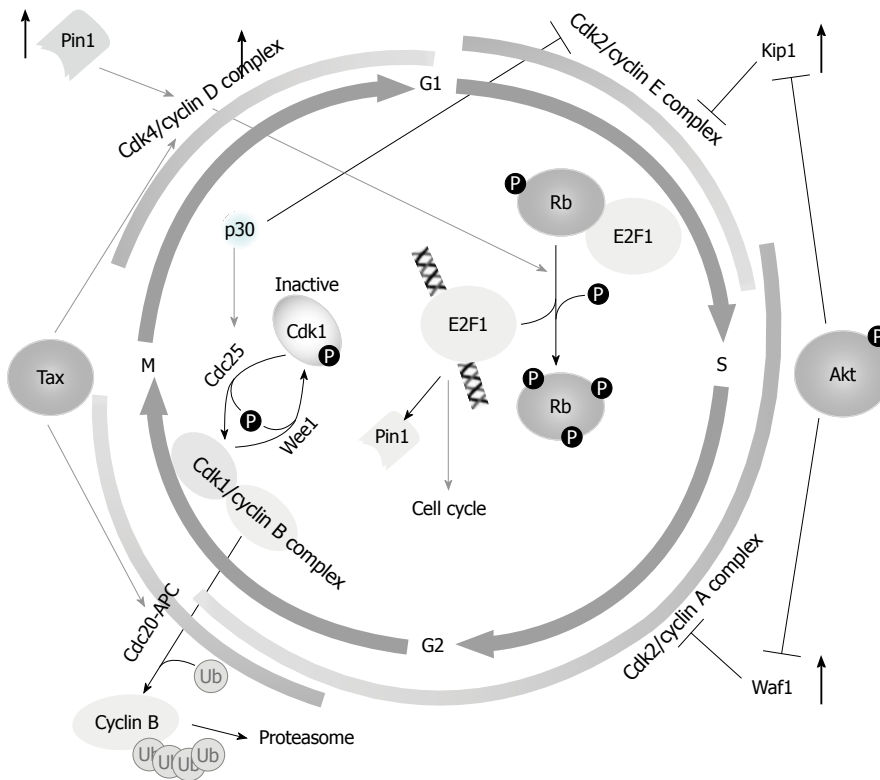 Pin1
Cdk4/cyclin D complex
G1
Cdk2/cyclin E complex
Kip1
P
Rb
E2F1
p30
Inactive
Cdk1
P
E2F1
P
Cdc25
P
Wee1
Tax
M
S
Akt
P
P
P
Rb
P
Pin1
Cdk1/cyclin B complex
Cell cycle
Cdc20-APC
G2
Cdk2/cyclin A complex
Ub
Waf1
Cyclin B
Proteasome
Ub
Ub
Ub
Ub